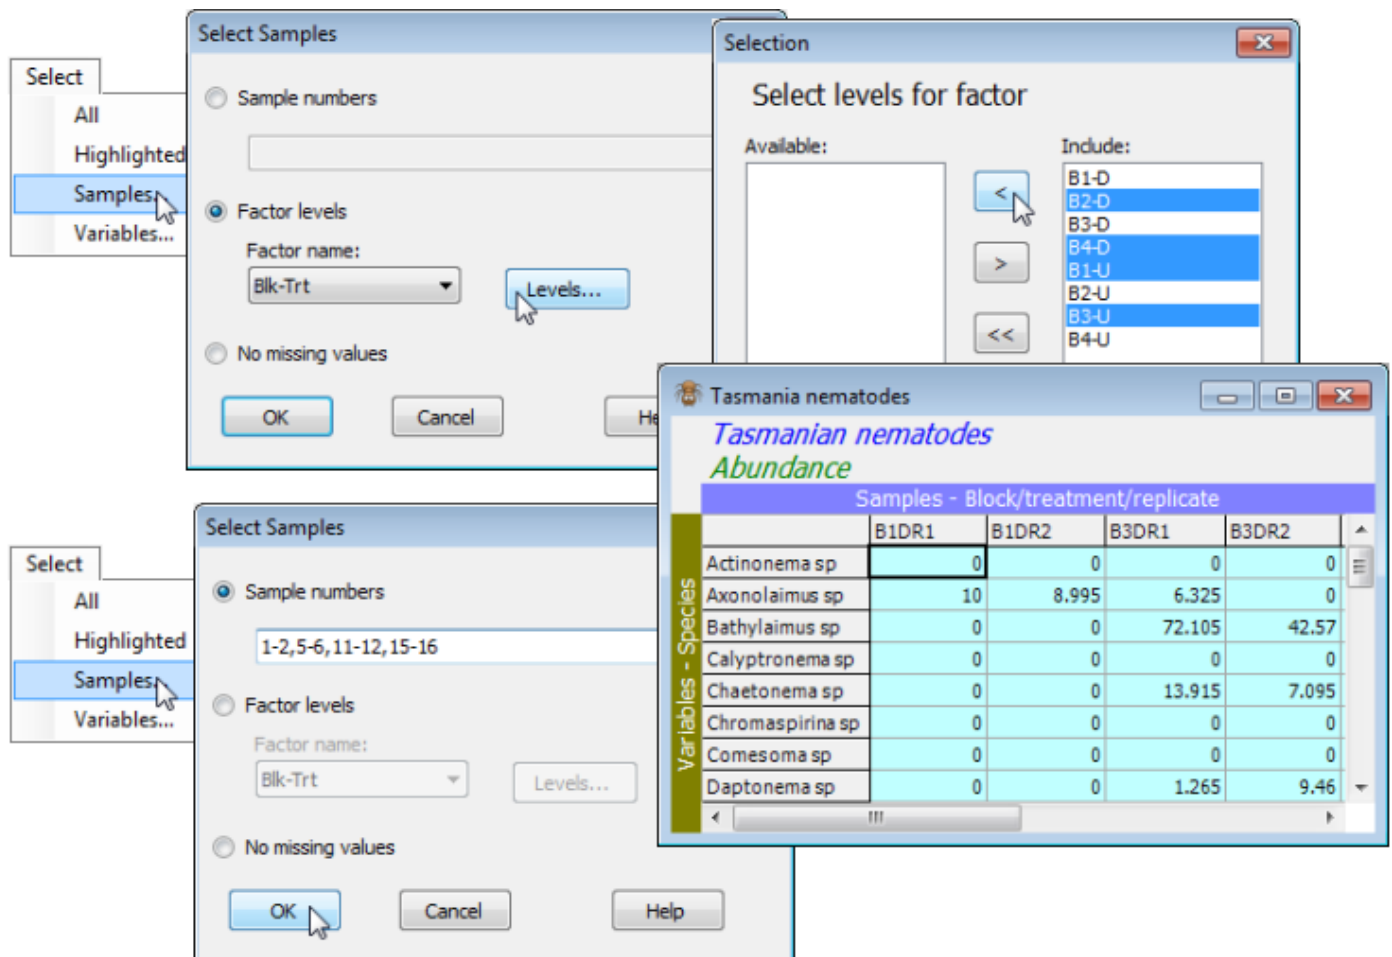 Select
All
Highlighted
Samples...
Variables...
Select Samples
Sample numbers
Factor levels
Factor name:
Blk-Trt
Levels...
No missing values
OK
Cancel
Selection
Select levels for factor
Available:
Include:
<
>
<<
B1-D
B2-D
B3-D
B4-D
B1-U
B2-U
B3-U
B4-U
Select
All
Highlighted
Samples...
Variables...
Select Samples
Sample numbers
1-2,5-6,11-12,15-16
Factor levels
Factor name:
Blk-Trt
Levels...
No missing values
OK Cancel Help
Tasmania nematodes
Tasmanian nematodes
Abundance
Samples - Block/treatment/replicate
Variables - Species
B1DR1 B1DR2 B3DR1 B3DR2
Actinonema sp 0 0 0 0
Axonolaimus sp 10 8.995 6.325 0
Bathylaimus sp 0 0 72.105 42.57
Calyptronema sp 0 0 0 0
Chaetonema sp 0 0 13.915 7.095
Chromaspirina sp 0 0 0 0
Comesoma sp 0 0 0 0
Daptonema sp 0 0 1.265 9.46